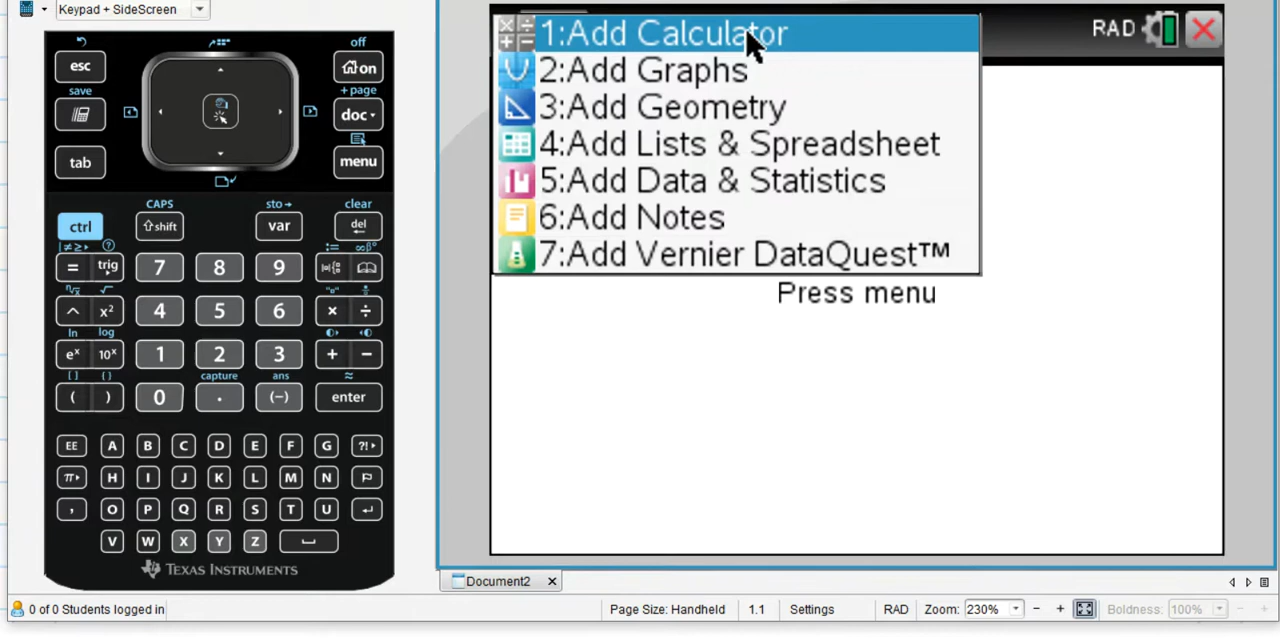 Keypad + SideScreen
off
esc
on
save
+ page
doc
tab
menu
CAPS
sto→
clear
ctrl
⇧shift
var
del
|≠≥▸
:=
∞β°
= trig 7 8 9
ⁿ√x √
^ x² 4 5 6 × ÷
ln log
eˣ 10ˣ 1 2 3 + −
[ ] { } capture ans ≈
( ) 0 . (−) enter
EE A B C D E F G ?!▸
π▸ H I J K L M N
, O P Q R S T U ↵
V W X Y Z
TEXAS INSTRUMENTS
1:Add Calculator
RAD
2:Add Graphs
3:Add Geometry
4:Add Lists & Spreadsheet
5:Add Data & Statistics
6:Add Notes
7:Add Vernier DataQuest™
Press menu
Document2
0 of 0 Students logged in
Page Size: Handheld
1.1
Settings
RAD
Zoom: 230%
− +
Boldness: 100%
− +